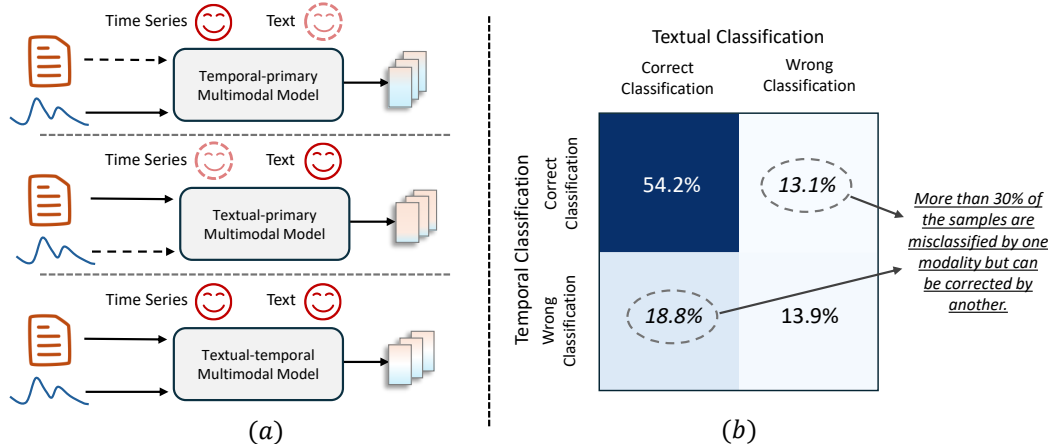 Time Series
Text
Temporal-primary
Multimodal Model
Time Series
Text
Textual-primary
Multimodal Model
Time Series
Text
Textual-temporal
Multimodal Model
(a)
Textual Classification
Correct
Classification
Wrong
Classification
Temporal Classification
Correct
Classification
Wrong
Classification
54.2%
13.1%
18.8%
13.9%
More than 30% of
the samples are
misclassified by one
modality but can
be corrected by
another.
(b)